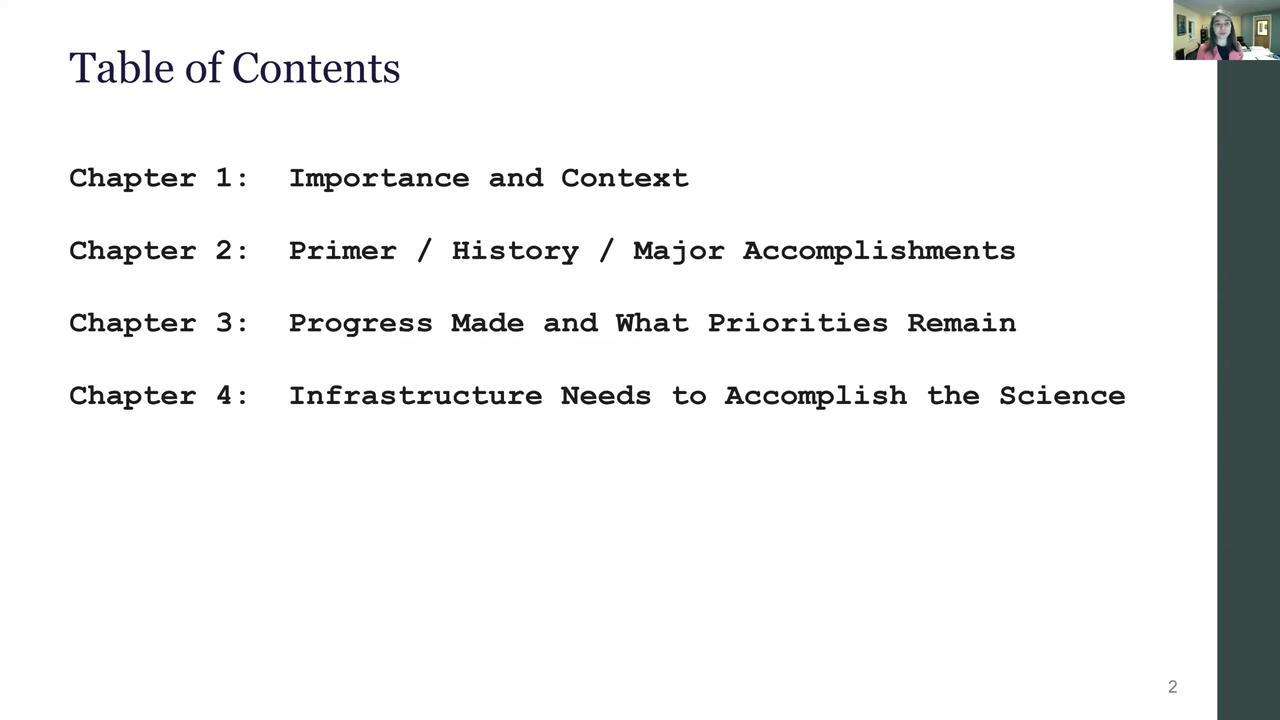 Table of Contents
Chapter 1: Importance and Context
Chapter 2: Primer / History / Major Accomplishments
Chapter 3: Progress Made and What Priorities Remain
Chapter 4: Infrastructure Needs to Accomplish the Science
2